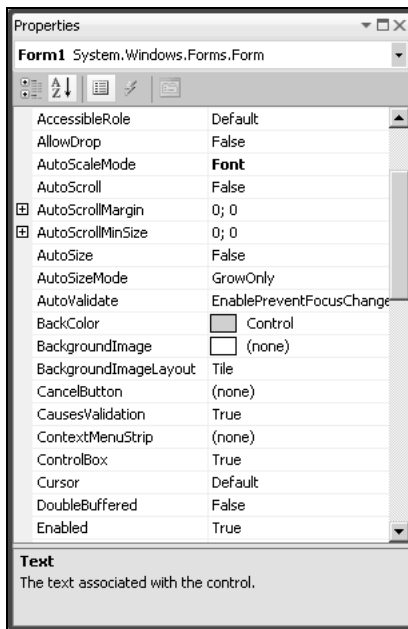 Properties
Form1 System.Windows.Forms.Form
AccessibleRole Default
AllowDrop False
AutoScaleMode Font
AutoScroll False
AutoScrollMargin 0; 0
AutoScrollMinSize 0; 0
AutoSize False
AutoSizeMode GrowOnly
AutoValidate EnablePreventFocusChange
BackColor Control
BackgroundImage (none)
BackgroundImageLayout Tile
CancelButton (none)
CausesValidation True
ContextMenuStrip (none)
ControlBox True
Cursor Default
DoubleBuffered False
Enabled True
Text
The text associated with the control.